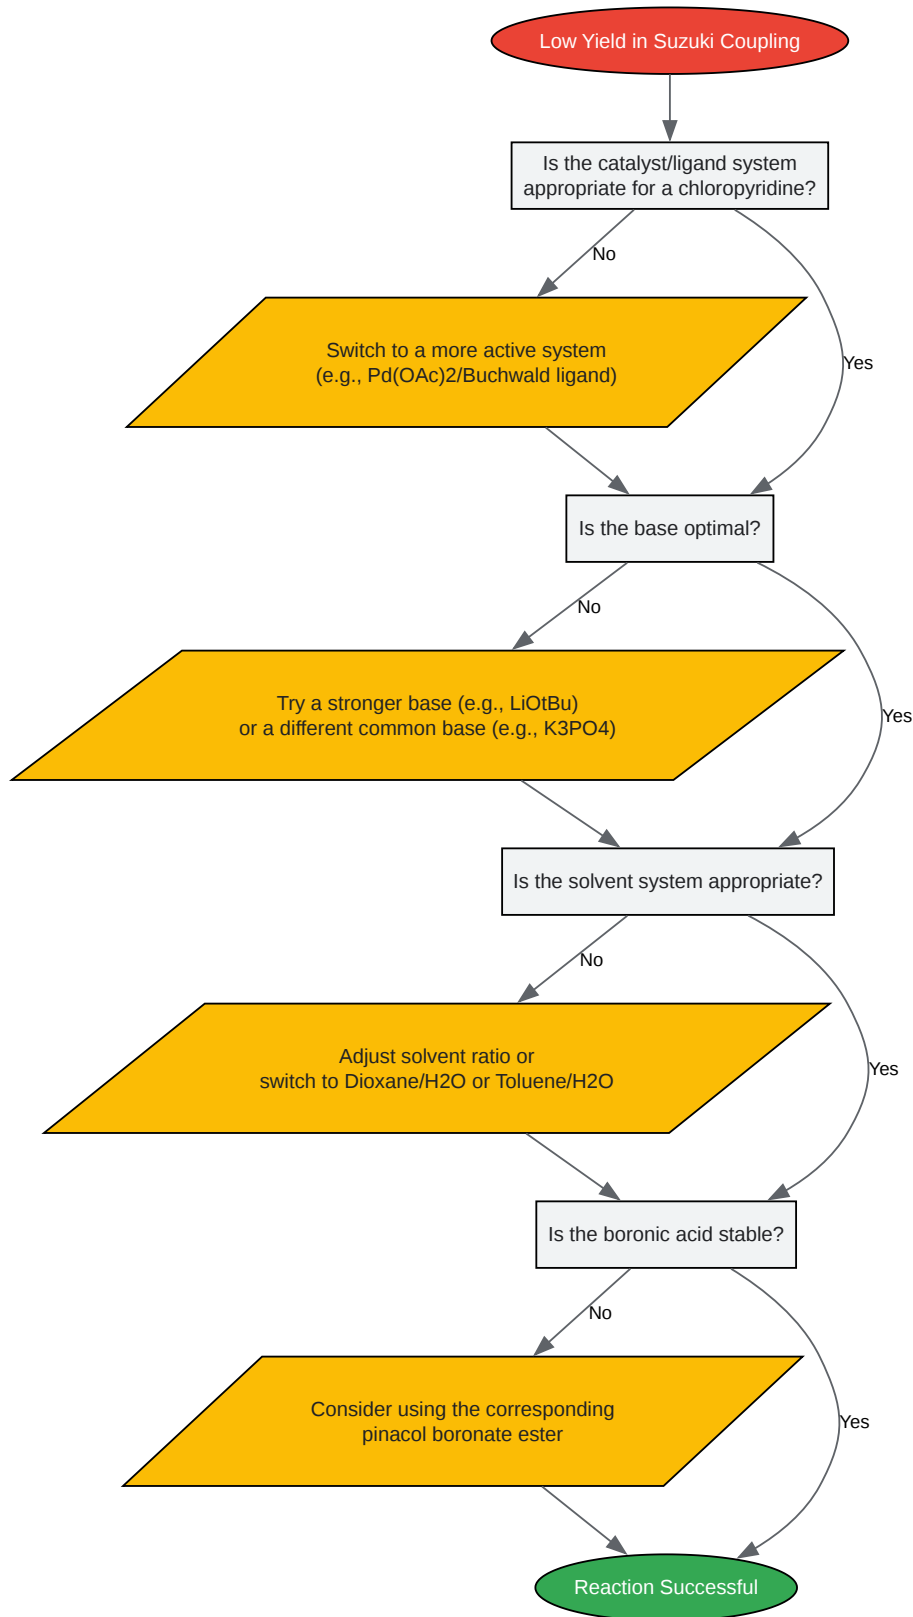 Low Yield in Suzuki Coupling
Is the catalyst/ligand system
appropriate for a chloropyridine?
No
Yes
Switch to a more active system
(e.g., Pd(OAc)2/Buchwald ligand)
Is the base optimal?
No
Yes
Try a stronger base (e.g., LiOtBu)
or a different common base (e.g., K3PO4)
Is the solvent system appropriate?
No
Yes
Adjust solvent ratio or
switch to Dioxane/H2O or Toluene/H2O
Is the boronic acid stable?
No
Yes
Consider using the corresponding
pinacol boronate ester
Reaction Successful